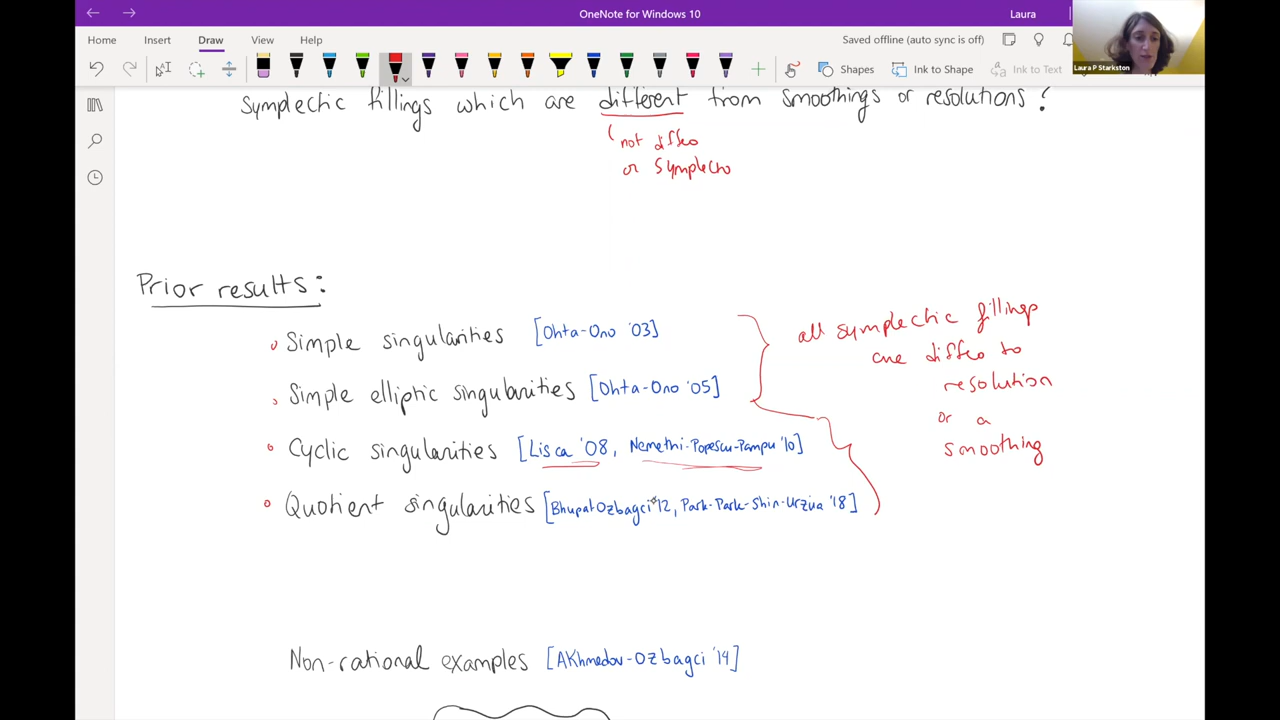 OneNote for Windows 10
Laura
Home Insert Draw View Help
Saved offline (auto sync is off)
Shapes Ink to Shape Ink to Text
Laura P Starkston
symplectic fillings which are different from smoothings or resolutions?
not diffeo
or symplecto
Prior results:
Simple singularities [Ohta-Ono '03]
Simple elliptic singularities [Ohta-Ono '05]
Cyclic singularities [Lisca '08, Nemethi-Popescu-Pampu '10]
Quotient singularities [Bhupal-Ozbagci '12, Park-Park-Shin-Urzúa '18]
all symplectic fillings
are diffeo to
resolution
or a
smoothing
Non-rational examples [Akhmedov-Ozbagci '14]